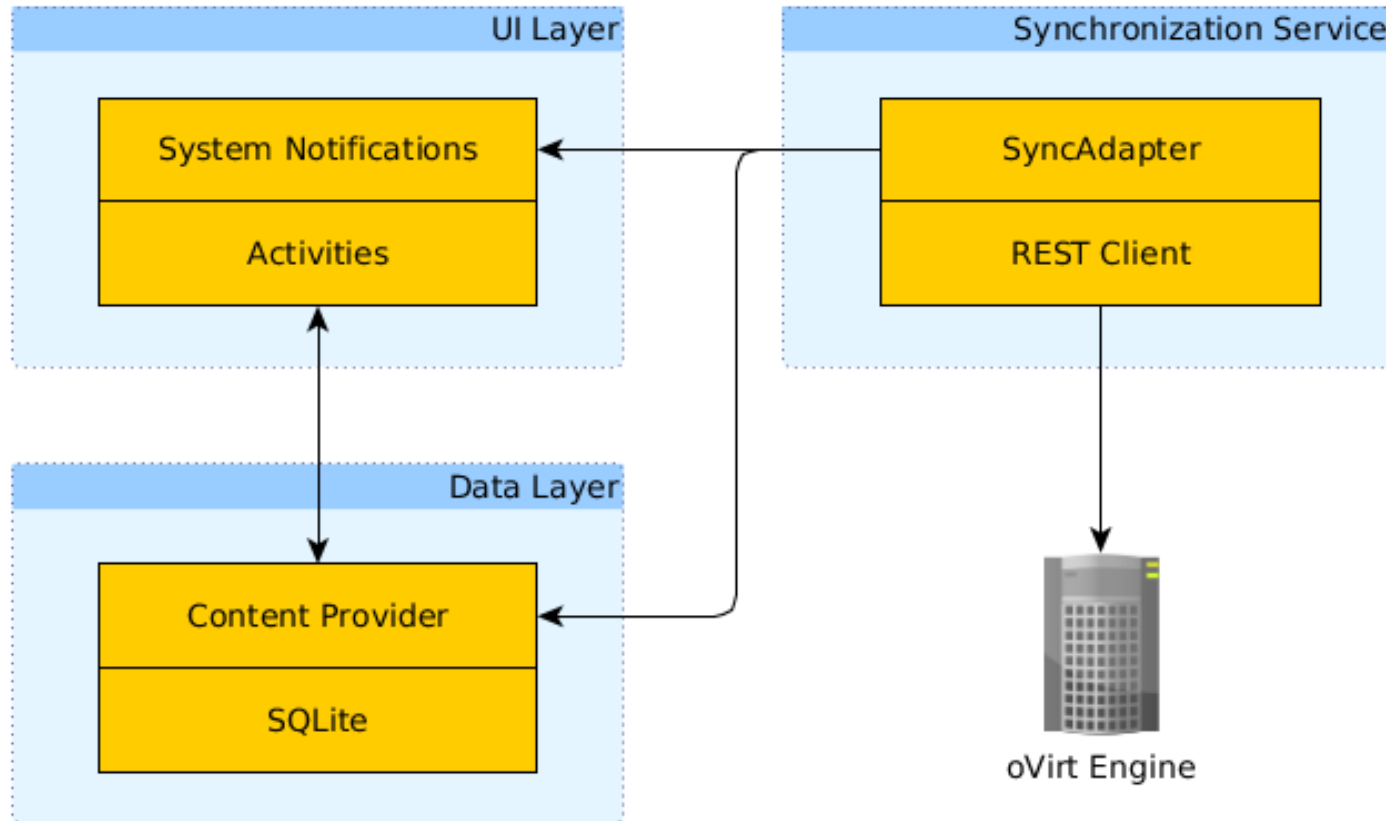 UI Layer
System Notifications
Activities
Synchronization Service
SyncAdapter
REST Client
Data Layer
Content Provider
SQLite
oVirt Engine